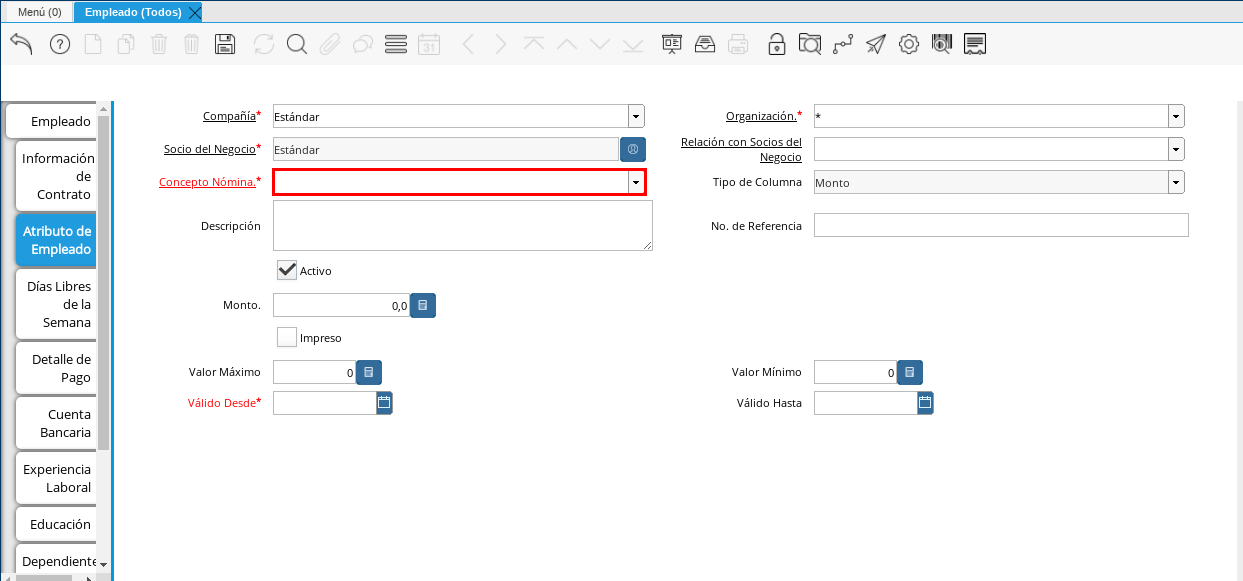 Menú (0)
Empleado (Todos)
31
Empleado
Información
de
Contrato
Atributo de
Empleado
Días Libres
de la
Semana
Detalle de
Pago
Cuenta
Bancaria
Experiencia
Laboral
Educación
Dependiente
Compañía* Estándar
Organización.* *
Socio del Negocio* Estándar
Relación con Socios del
Negocio
Concepto Nómina.*
Tipo de Columna Monto
Descripción
No. de Referencia
Activo
Monto. 0,0
Impreso
Valor Máximo 0
Valor Mínimo 0
Válido Desde*
Válido Hasta